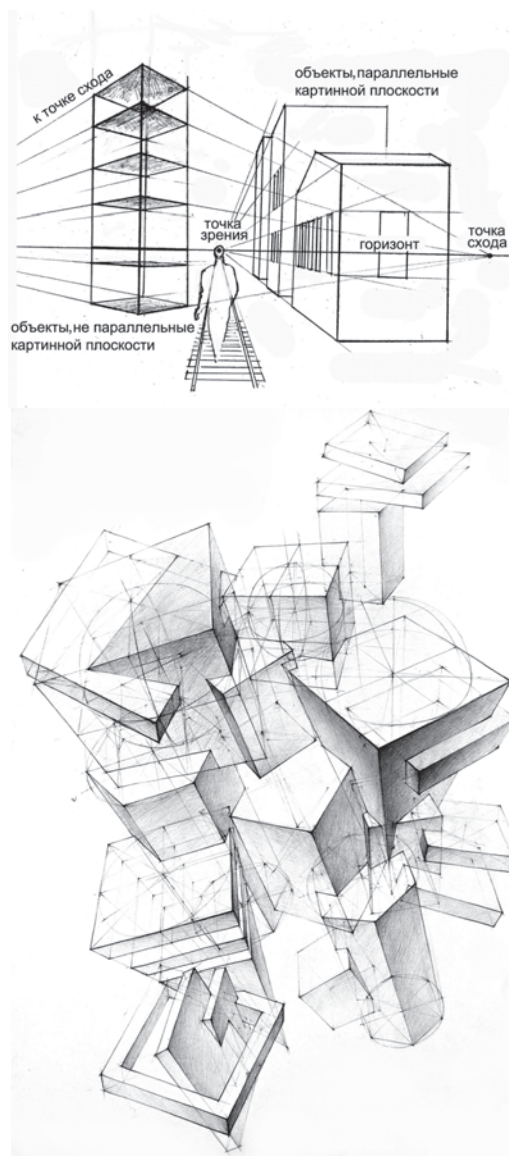 к точке схода
объекты,параллельные
картинной плоскости
точка
зрения
горизонт
точка
схода
объекты,не параллельные
картинной плоскости